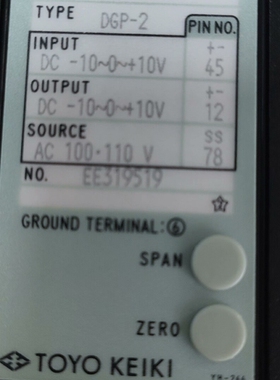 TYPE DGP-2
PIN NO.
INPUT + -
DC -10~0~+10V 45
OUTPUT + -
DC -10~0~+10V 12
SOURCE SS
AC 100·110 V 78
NO. EE319519
GROUND TERMINAL:⑥
SPAN
ZERO
TOYO KEIKI